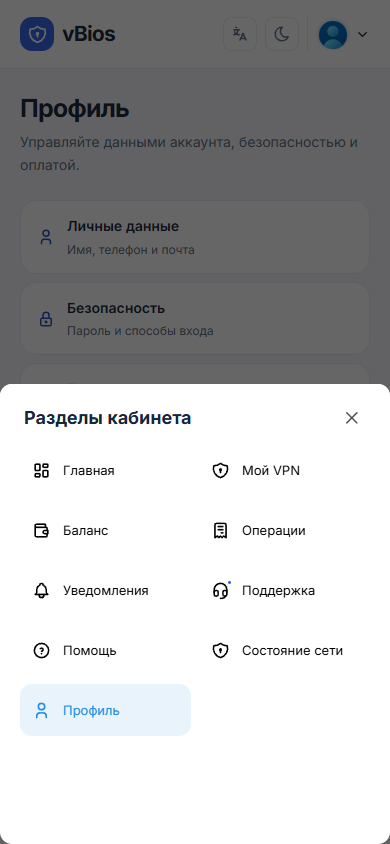 vBios
Профиль
Управляйте данными аккаунта, безопасностью и
оплатой.
Личные данные
Имя, телефон и почта
Безопасность
Пароль и способы входа
Разделы кабинета
Главная
Мой VPN
Баланс
Операции
Уведомления
Поддержка
Помощь
Состояние сети
Профиль